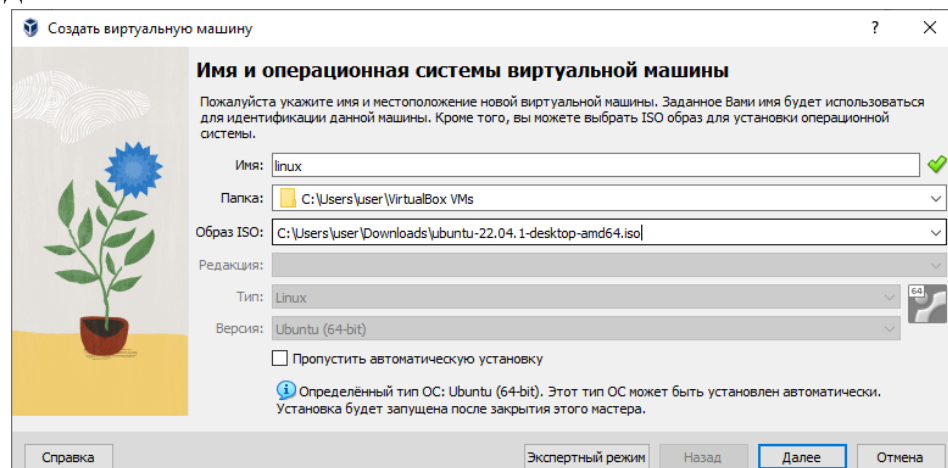 Создать виртуальную машину
?
Имя и операционная системы виртуальной машины
Пожалуйста укажите имя и местоположение новой виртуальной машины. Заданное Вами имя будет использоваться
для идентификации данной машины. Кроме того, вы можете выбрать ISO образ для установки операционной
системы.
Имя: linux
Папка: C:\Users\user\VirtualBox VMs
Образ ISO: C:\Users\user\Downloads\ubuntu-22.04.1-desktop-amd64.iso
Редакция:
Тип: Linux
64
Версия: Ubuntu (64-bit)
Пропустить автоматическую установку
Определённый тип ОС: Ubuntu (64-bit). Этот тип ОС может быть установлен автоматически.
Установка будет запущена после закрытия этого мастера.
Справка Экспертный режим Назад Далее Отмена